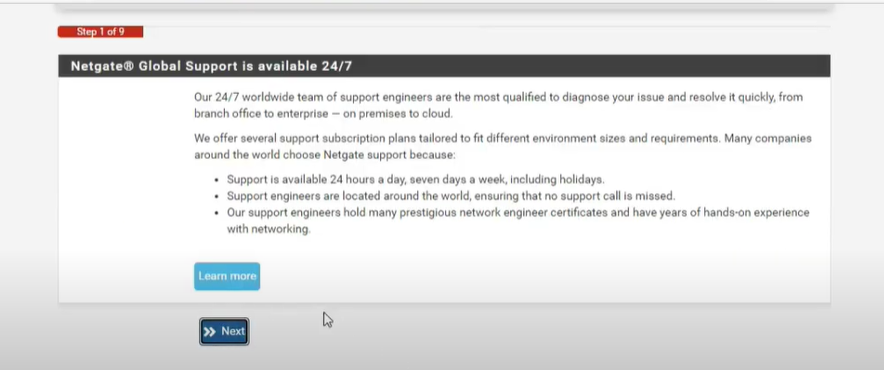 Step 1 of 9
Netgate® Global Support is available 24/7
Our 24/7 worldwide team of support engineers are the most qualified to diagnose your issue and resolve it quickly, from
branch office to enterprise — on premises to cloud.
We offer several support subscription plans tailored to fit different environment sizes and requirements. Many companies
around the world choose Netgate support because:
• Support is available 24 hours a day, seven days a week, including holidays.
• Support engineers are located around the world, ensuring that no support call is missed.
• Our support engineers hold many prestigious network engineer certificates and have years of hands-on experience
with networking.
Learn more
Next